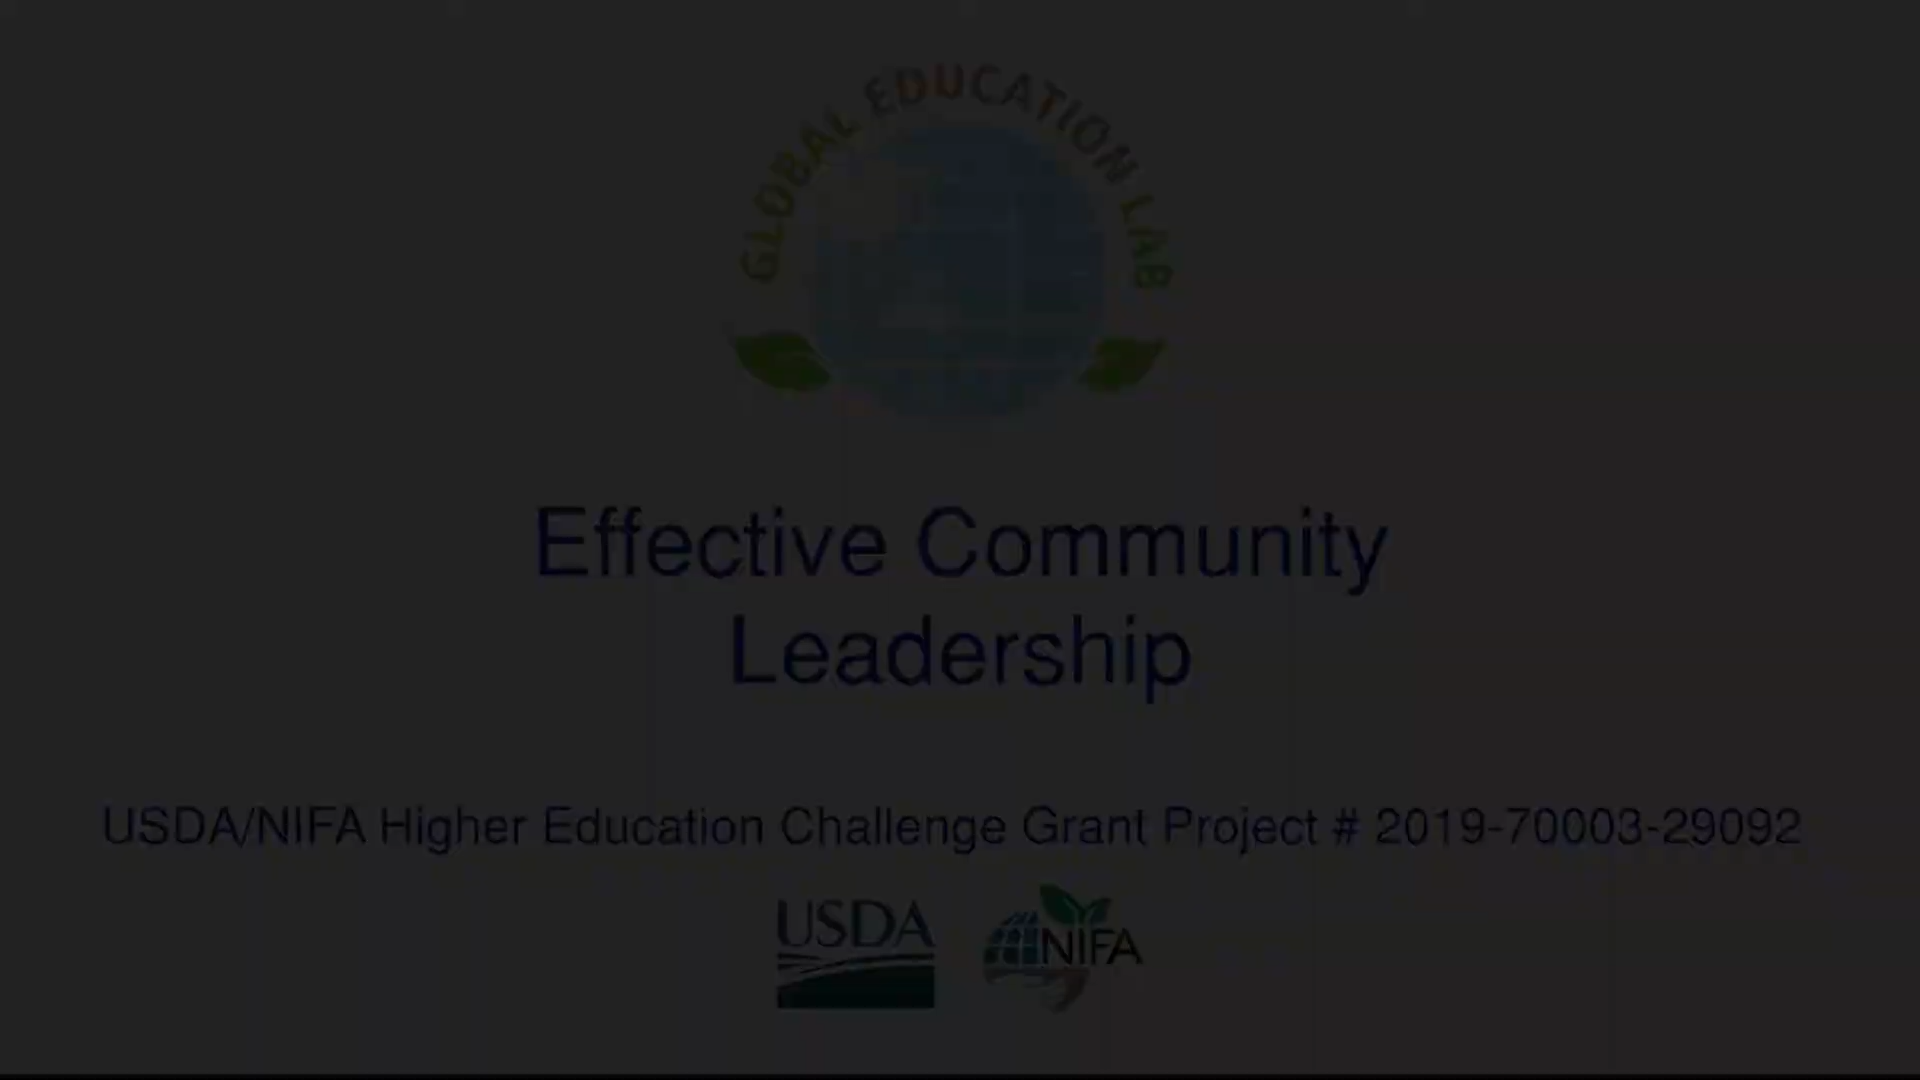 GLOBAL EDUCATION LAB
Effective Community
Leadership
USDA/NIFA Higher Education Challenge Grant Project # 2019-70003-29092
USDA
NIFA